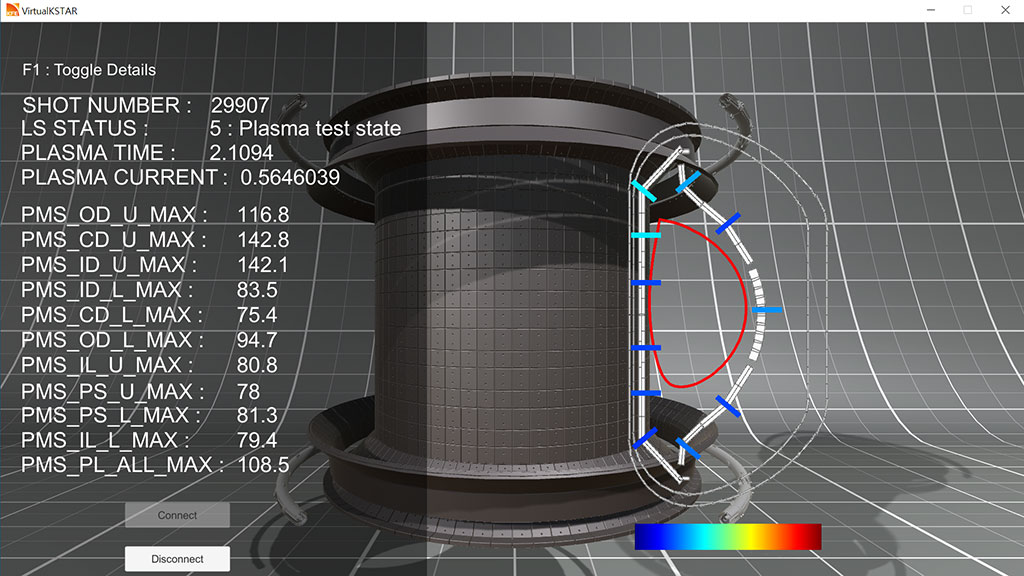 VirtualKSTAR
F1 : Toggle Details
SHOT NUMBER : 29907
LS STATUS : 5 : Plasma test state
PLASMA TIME : 2.1094
PLASMA CURRENT : 0.5646039
PMS_OD_U_MAX : 116.8
PMS_CD_U_MAX : 142.8
PMS_ID_U_MAX : 142.1
PMS_ID_L_MAX : 83.5
PMS_CD_L_MAX : 75.4
PMS_OD_L_MAX : 94.7
PMS_IL_U_MAX : 80.8
PMS_PS_U_MAX : 78
PMS_PS_L_MAX : 81.3
PMS_IL_L_MAX : 79.4
PMS_PL_ALL_MAX : 108.5
Connect
Disconnect